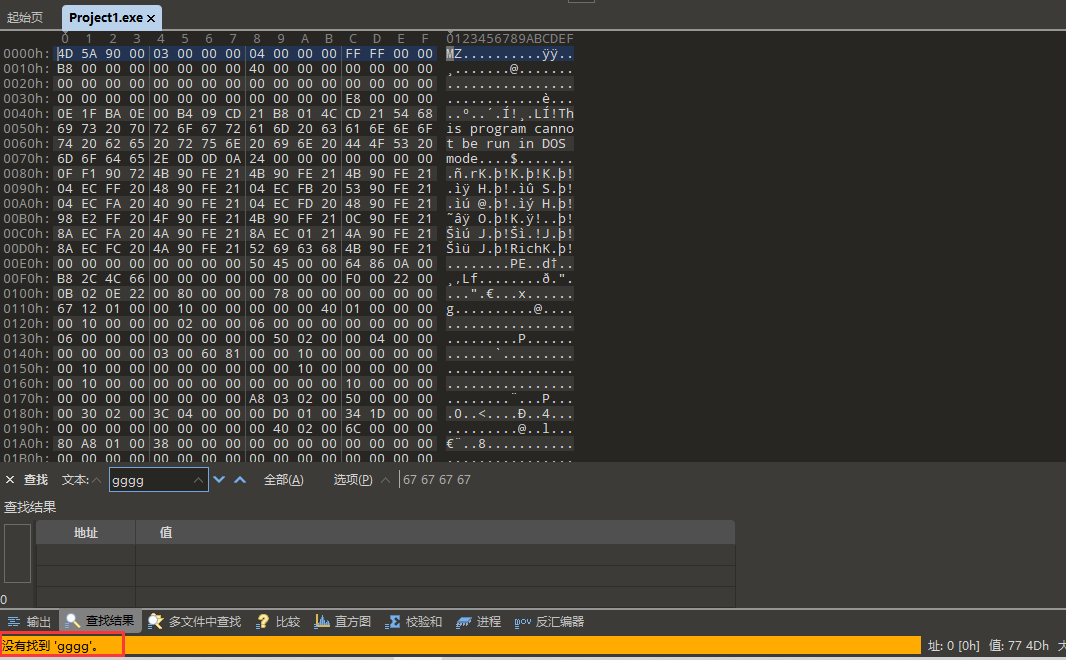 起始页 Project1.exe ×
0 1 2 3 4 5 6 7 8 9 A B C D E F 0123456789ABCDEF
0000h: 4D 5A 90 00 03 00 00 00 04 00 00 00 FF FF 00 00 MZ..........ÿÿ..
0010h: B8 00 00 00 00 00 00 00 40 00 00 00 00 00 00 00 ¸.......@.......
0020h: 00 00 00 00 00 00 00 00 00 00 00 00 00 00 00 00 ................
0030h: 00 00 00 00 00 00 00 00 00 00 00 00 E8 00 00 00 ............è...
0040h: 0E 1F BA 0E 00 B4 09 CD 21 B8 01 4C CD 21 54 68 ..º..´.Í!¸.LÍ!Th
0050h: 69 73 20 70 72 6F 67 72 61 6D 20 63 61 6E 6E 6F is program canno
0060h: 74 20 62 65 20 72 75 6E 20 69 6E 20 44 4F 53 20 t be run in DOS
0070h: 6D 6F 64 65 2E 0D 0D 0A 24 00 00 00 00 00 00 00 mode....$.......
0080h: 0F F1 90 72 4B 90 FE 21 4B 90 FE 21 4B 90 FE 21 .ñ.rK.þ!K.þ!K.þ!
0090h: 04 EC FF 20 48 90 FE 21 04 EC FB 20 53 90 FE 21 .ìÿ H.þ!.ìû S.þ!
00A0h: 04 EC FA 20 40 90 FE 21 04 EC FD 20 48 90 FE 21 .ìú @.þ!.ìý H.þ!
00B0h: 98 E2 FF 20 4F 90 FE 21 4B 90 FF 21 0C 90 FE 21 ˜âÿ O.þ!K.ÿ!..þ!
00C0h: 8A EC FA 20 4A 90 FE 21 8A EC 01 21 4A 90 FE 21 Šìú J.þ!Šì.!J.þ!
00D0h: 8A EC FC 20 4A 90 FE 21 52 69 63 68 4B 90 FE 21 Šìü J.þ!RichK.þ!
00E0h: 00 00 00 00 00 00 00 00 50 45 00 00 64 86 0A 00 ........PE..d†..
00F0h: B8 2C 4C 66 00 00 00 00 00 00 00 00 F0 00 22 00 ¸,Lf........ð.".
0100h: 0B 02 0E 22 00 80 00 00 00 78 00 00 00 00 00 00 ...".€...x......
0110h: 67 12 01 00 00 10 00 00 00 00 00 40 01 00 00 00 g..........@....
0120h: 00 10 00 00 00 02 00 00 06 00 00 00 00 00 00 00 ................
0130h: 06 00 00 00 00 00 00 00 00 50 02 00 00 04 00 00 .........P......
0140h: 00 00 00 00 03 00 60 81 00 00 10 00 00 00 00 00 ......`.........
0150h: 00 10 00 00 00 00 00 00 00 00 10 00 00 00 00 00 ................
0160h: 00 10 00 00 00 00 00 00 00 00 00 00 10 00 00 00 ................
0170h: 00 00 00 00 00 00 00 00 A8 03 02 00 50 00 00 00 ........¨...P...
0180h: 00 30 02 00 3C 04 00 00 00 D0 01 00 34 1D 00 00 .0..<....Ð..4...
0190h: 00 00 00 00 00 00 00 00 00 40 02 00 6C 00 00 00 .........@..l...
01A0h: 80 A8 01 00 38 00 00 00 00 00 00 00 00 00 00 00 €¨..8...........
01B0h: 00 00 00 00 00 00 00 00 00 00 00 00 00 00 00 00 ................
× 查找 文本: gggg 全部(A) 选项(P) 67 67 67 67
查找结果
地址 值
0
输出 查找结果 多文件中查找 比较 直方图 校验和 进程 反汇编器
没有找到 'gggg'。 址: 0 [0h] 值: 77 4Dh